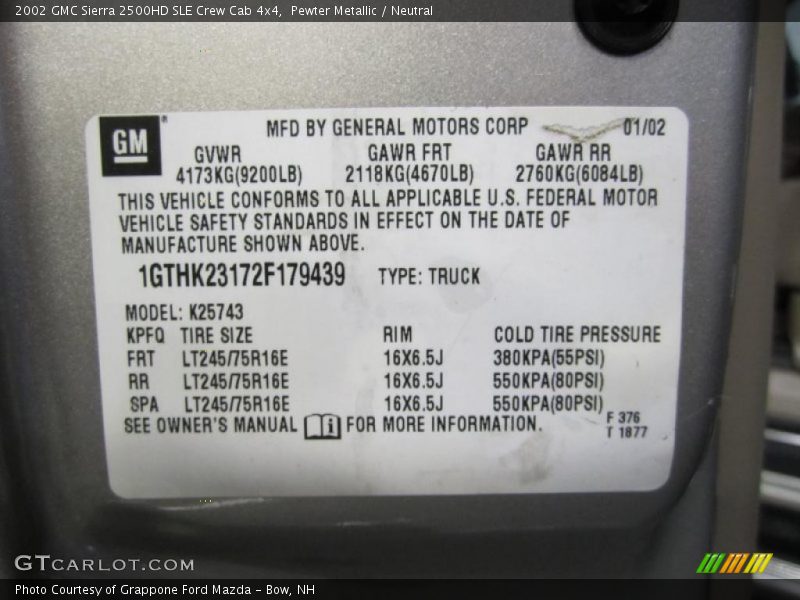 2002 GMC Sierra 2500HD SLE Crew Cab 4x4, Pewter Metallic / Neutral
GM
MFD BY GENERAL MOTORS CORP 01/02
GVWR GAWR FRT GAWR RR
4173KG(9200LB) 2118KG(4670LB) 2760KG(6084LB)
THIS VEHICLE CONFORMS TO ALL APPLICABLE U.S. FEDERAL MOTOR
VEHICLE SAFETY STANDARDS IN EFFECT ON THE DATE OF
MANUFACTURE SHOWN ABOVE.
1GTHK23172F179439 TYPE: TRUCK
MODEL: K25743
KPFQ TIRE SIZE RIM COLD TIRE PRESSURE
FRT LT245/75R16E 16X6.5J 380KPA(55PSI)
RR LT245/75R16E 16X6.5J 550KPA(80PSI)
SPA LT245/75R16E 16X6.5J 550KPA(80PSI)
SEE OWNER'S MANUAL i FOR MORE INFORMATION.
F 376
T 1877
GTCARLOT.COM
Photo Courtesy of Grappone Ford Mazda - Bow, NH